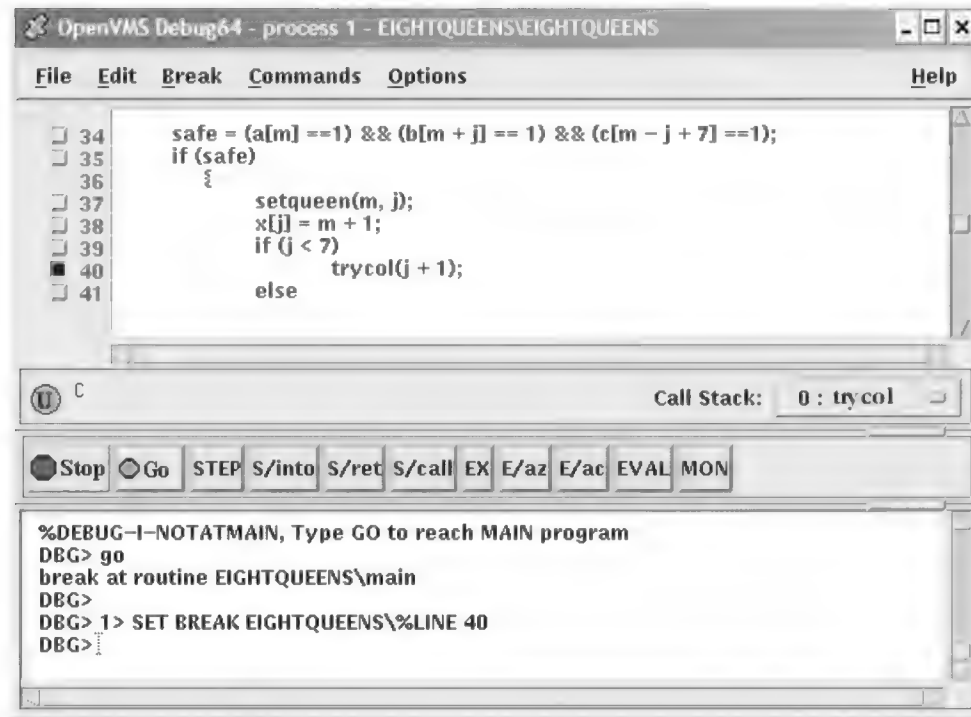 OpenVMS Debug64 - process 1 - EIGHTQUEENS\EIGHTQUEENS
File Edit Break Commands Options Help
34 safe = (a[m] ==1) && (b[m + j] == 1) && (c[m − j + 7] ==1);
35 if (safe)
36 {
37 setqueen(m, j);
38 x[j] = m + 1;
39 if (j < 7)
40 trycol(j + 1);
41 else
U C Call Stack: 0 : trycol
Stop Go STEP S/into S/ret S/call EX E/az E/ac EVAL MON
%DEBUG−I−NOTATMAIN, Type GO to reach MAIN program
DBG> go
break at routine EIGHTQUEENS\main
DBG>
DBG> 1> SET BREAK EIGHTQUEENS\%LINE 40
DBG>